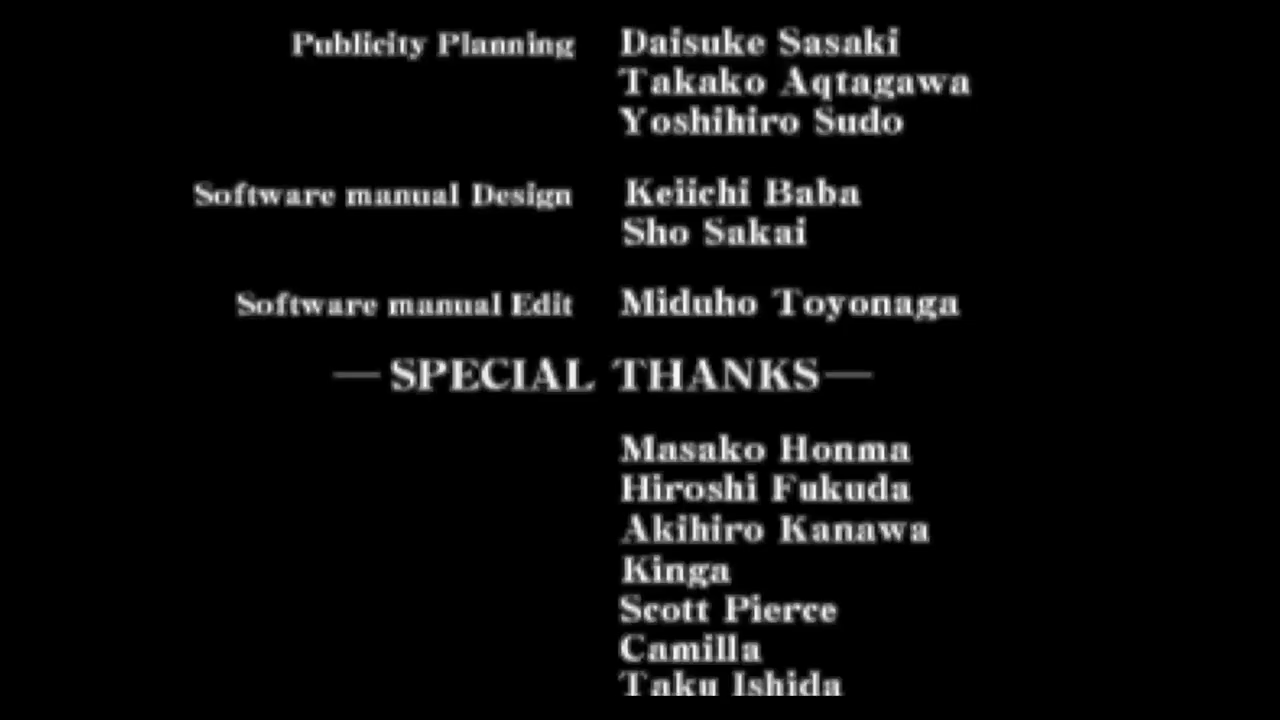 Publicity Planning Daisuke Sasaki
Takako Aqtagawa
Yoshihiro Sudo
Software manual Design Keiichi Baba
Sho Sakai
Software manual Edit Miduho Toyonaga
—SPECIAL THANKS—
Masako Honma
Hiroshi Fukuda
Akihiro Kanawa
Kinga
Scott Pierce
Camilla
Taku Ishida